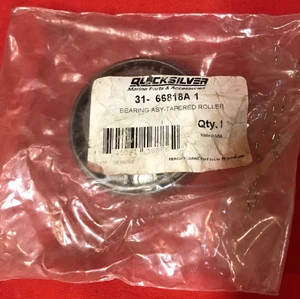 QUICKSILVER
Marine Parts & Accessories
31- 66818A 1
BEARING ASY-TAPERED ROLLER
Qty. 1